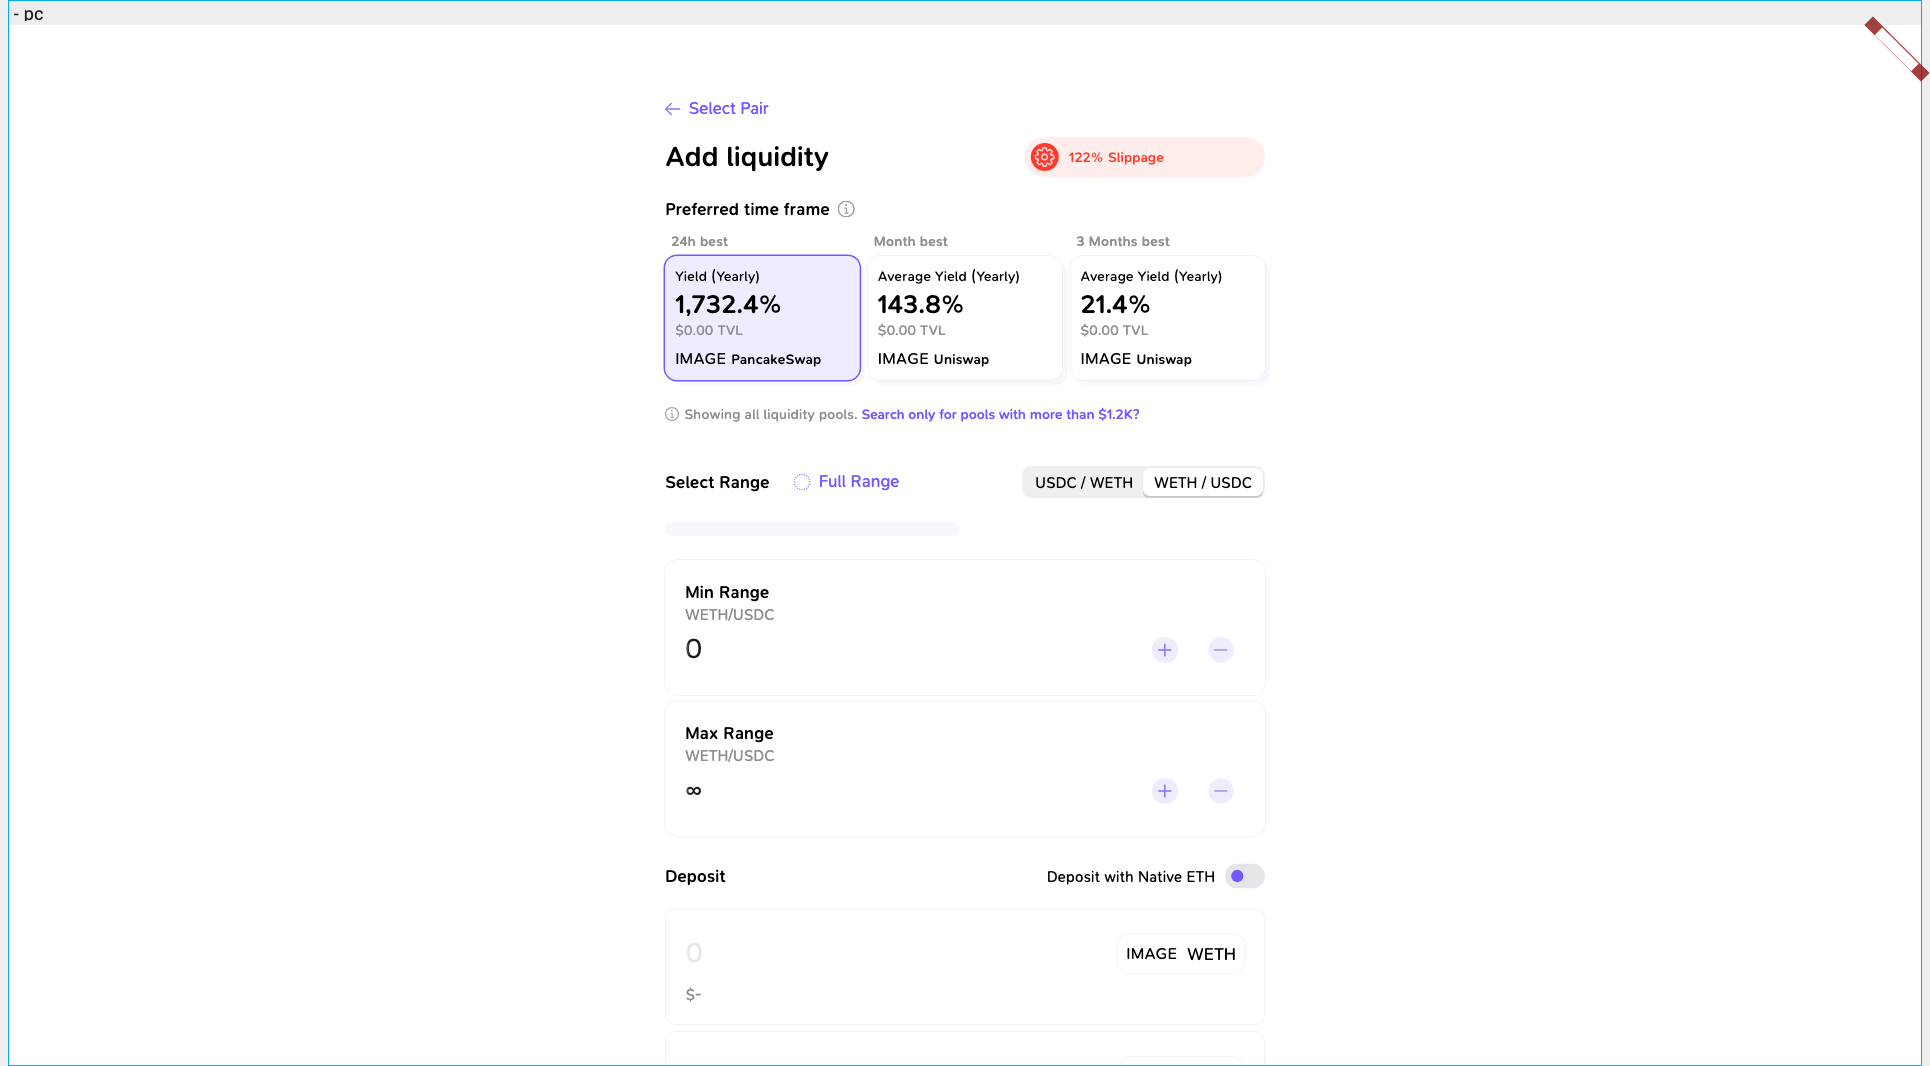 - pc
Select Pair
Add liquidity
122% Slippage
Preferred time frame
24h best
Month best
3 Months best
Yield (Yearly)
1,732.4%
$0.00 TVL
IMAGE PancakeSwap
Average Yield (Yearly)
143.8%
$0.00 TVL
IMAGE Uniswap
Average Yield (Yearly)
21.4%
$0.00 TVL
IMAGE Uniswap
Showing all liquidity pools. Search only for pools with more than $1.2K?
Select Range
Full Range
USDC / WETH
WETH / USDC
Min Range
WETH/USDC
0
Max Range
WETH/USDC
∞
Deposit
Deposit with Native ETH
0
IMAGE WETH
$-